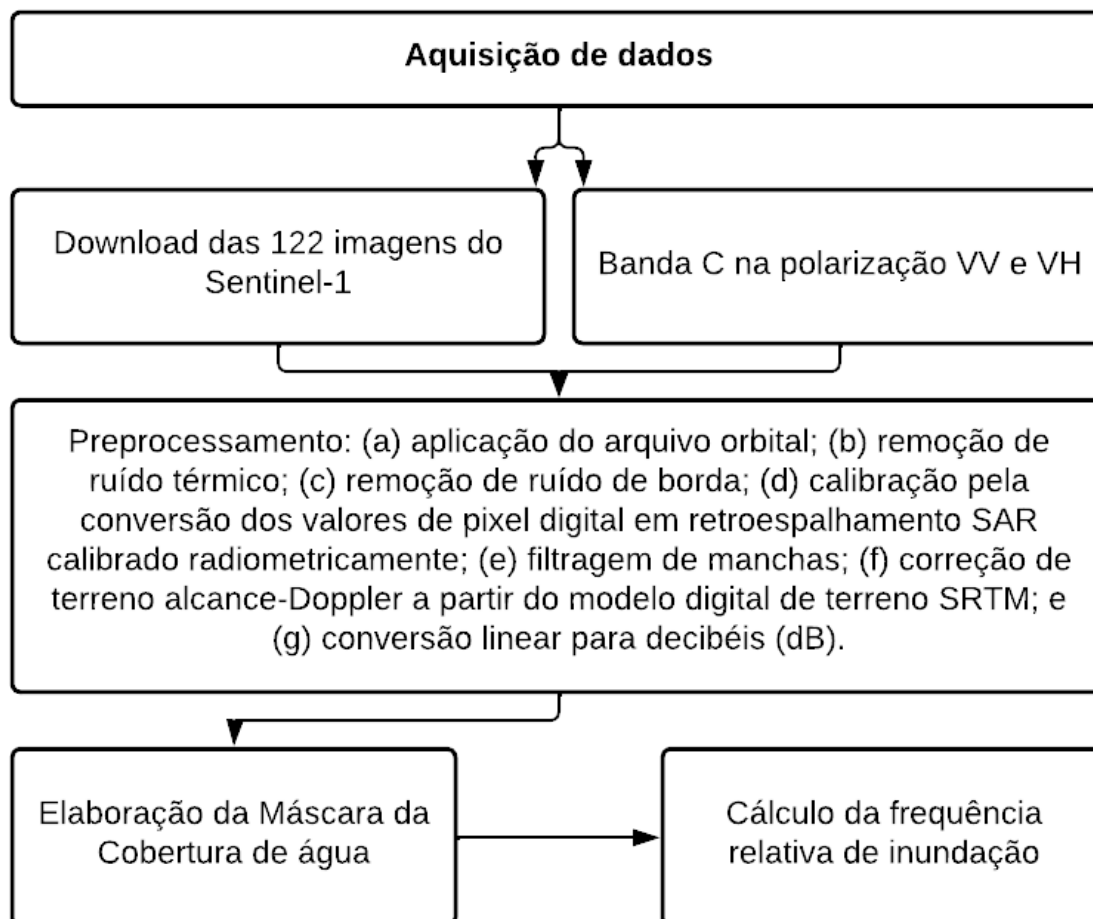 Aquisição de dados
Download das 122 imagens do
Sentinel-1
Banda C na polarização VV e VH
Preprocessamento: (a) aplicação do arquivo orbital; (b) remoção de
ruído térmico; (c) remoção de ruído de borda; (d) calibração pela
conversão dos valores de pixel digital em retroespalhamento SAR
calibrado radiometricamente; (e) filtragem de manchas; (f) correção de
terreno alcance-Doppler a partir do modelo digital de terreno SRTM; e
(g) conversão linear para decibéis (dB).
Elaboração da Máscara da
Cobertura de água
Cálculo da frequência
relativa de inundação